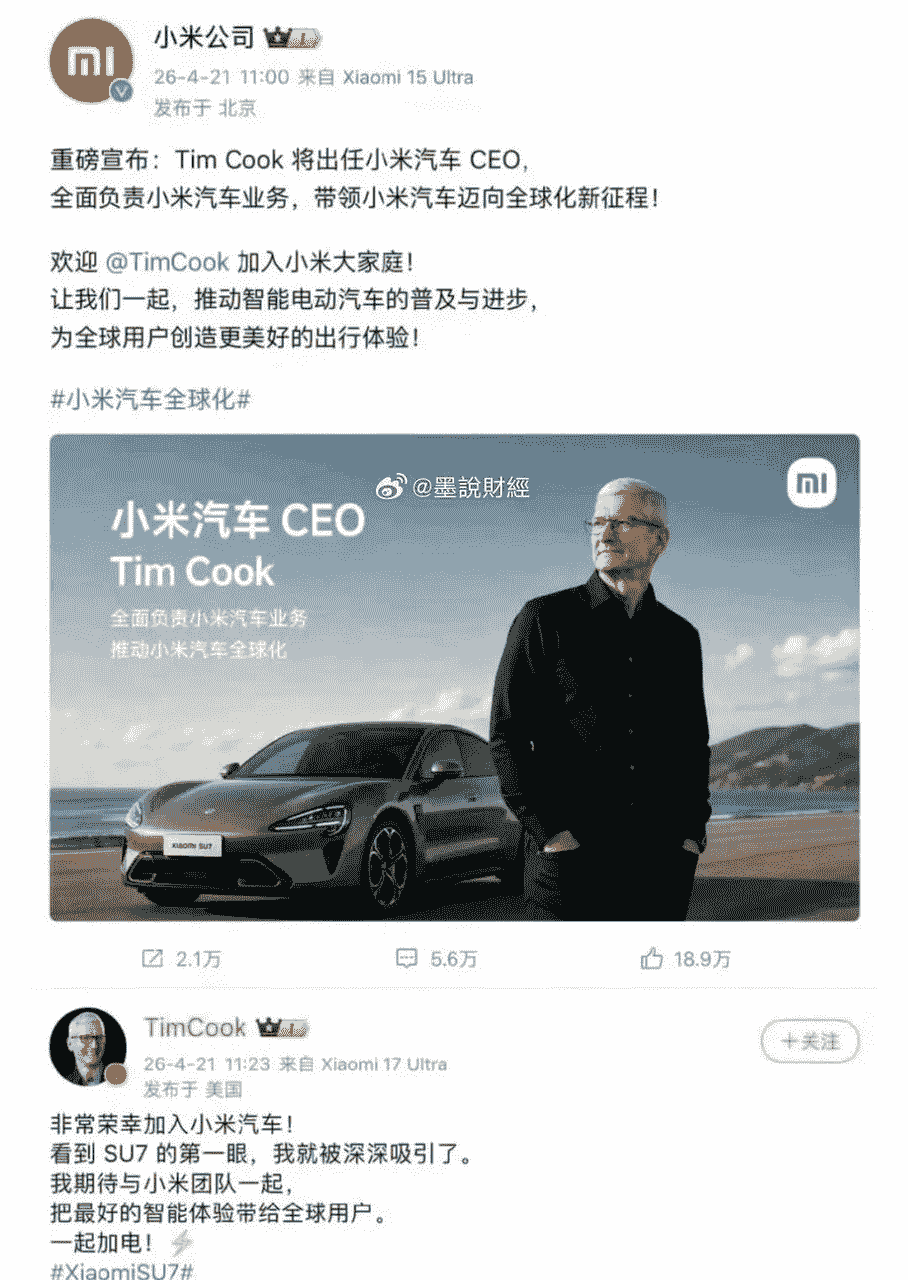 小米公司
26-4-21 11:00 来自 Xiaomi 15 Ultra
发布于 北京
重磅宣布：Tim Cook 将出任小米汽车 CEO，
全面负责小米汽车业务，带领小米汽车迈向全球化新征程！
欢迎 @TimCook 加入小米大家庭！
让我们一起，推动智能电动汽车的普及与进步，
为全球用户创造更美好的出行体验！
#小米汽车全球化#
@墨說財經
小米汽车 CEO
Tim Cook
全面负责小米汽车业务
推动小米汽车全球化
XIAOMI SU7
2.1万 5.6万 18.9万
TimCook
+关注
26-4-21 11:23 来自 Xiaomi 17 Ultra
发布于 美国
非常荣幸加入小米汽车！
看到 SU7 的第一眼，我就被深深吸引了。
我期待与小米团队一起，
把最好的智能体验带给全球用户。
一起加电！⚡
#XiaomiSU7#